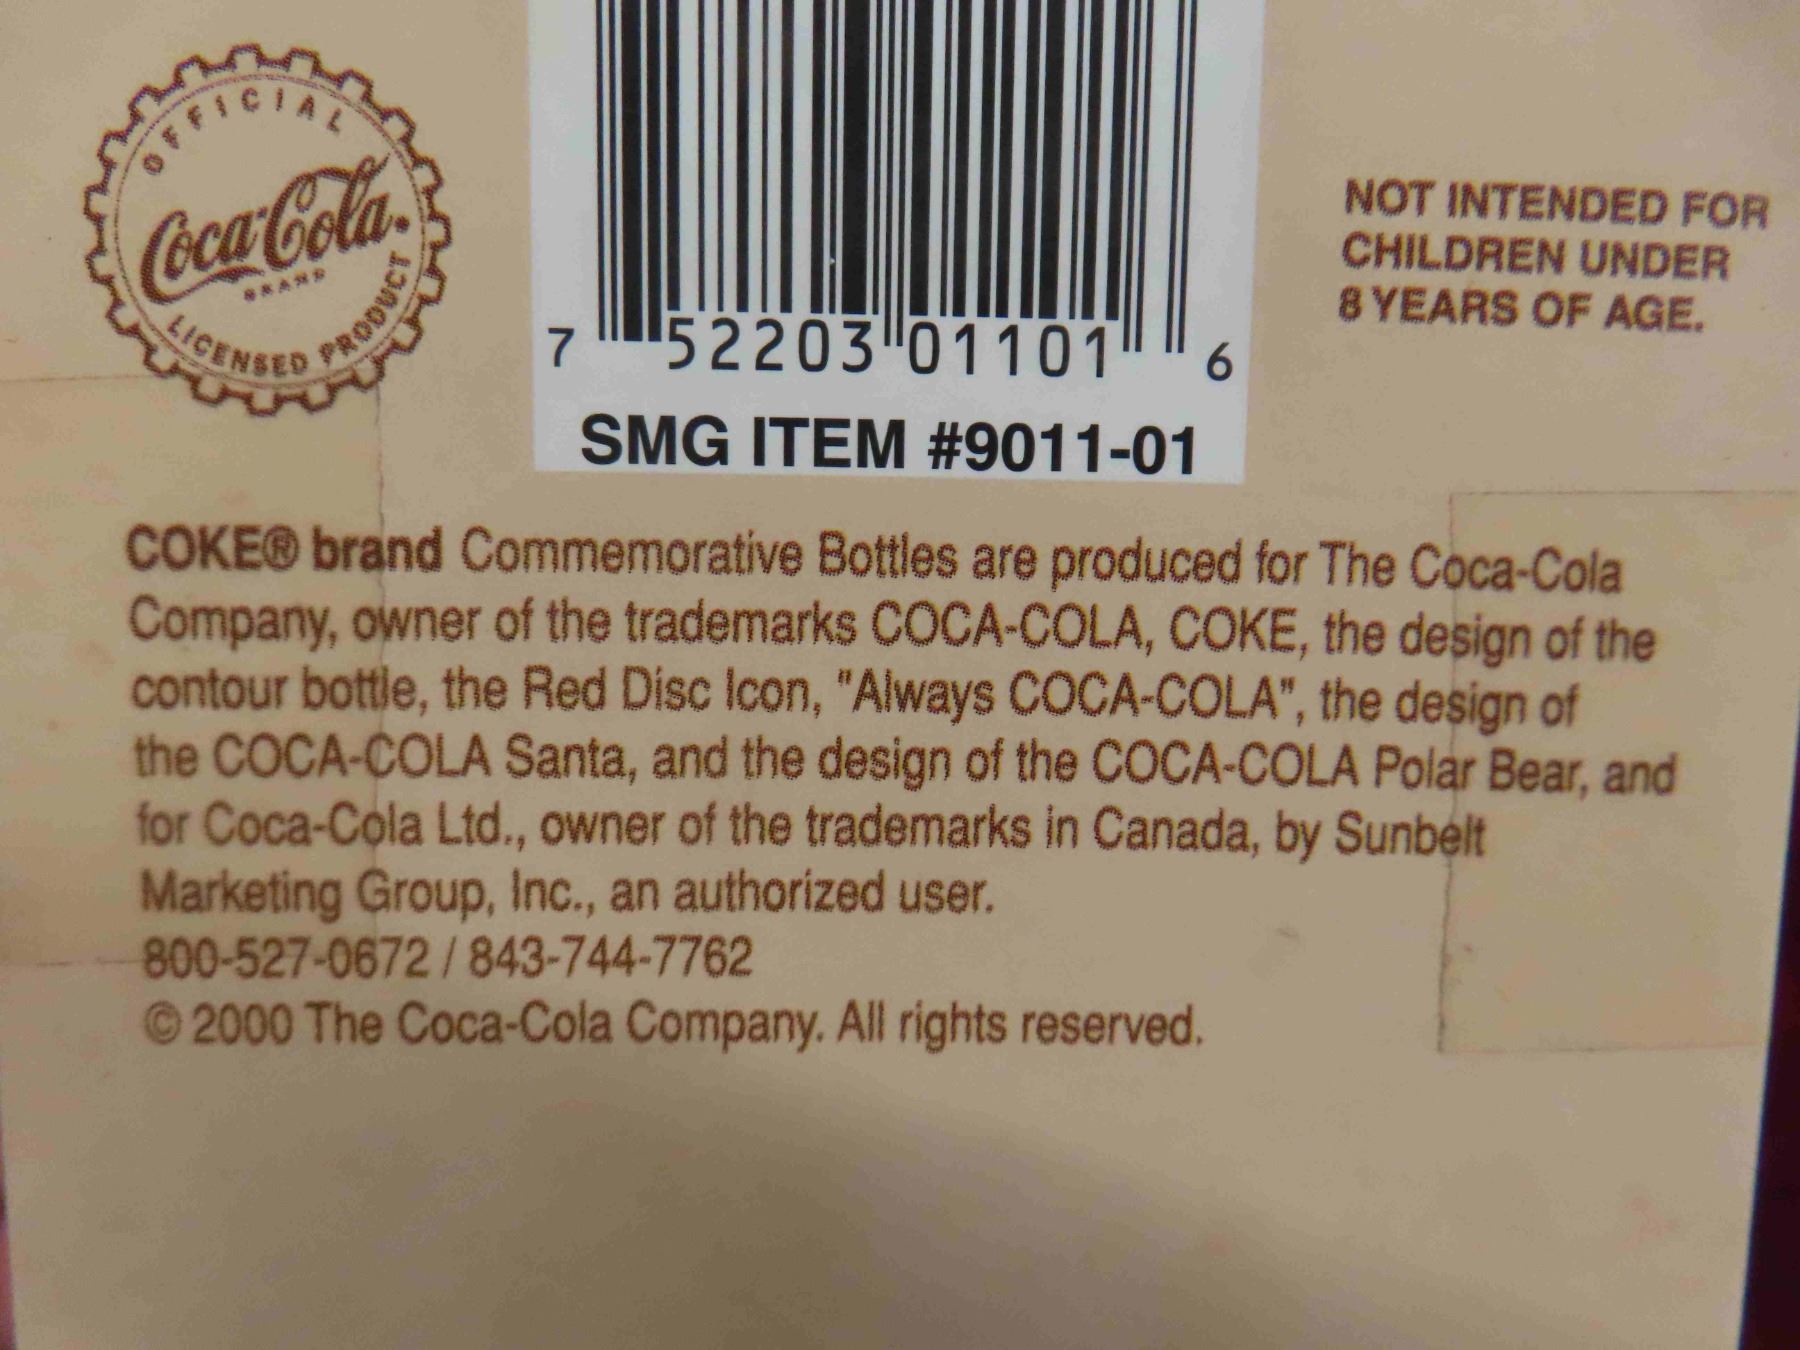 OFFICIAL
Coca-Cola
BRAND
LICENSED PRODUCT
7 52203 01101 6
SMG ITEM #9011-01
NOT INTENDED FOR
CHILDREN UNDER
8 YEARS OF AGE.
COKE® brand Commemorative Bottles are produced for The Coca-Cola
Company, owner of the trademarks COCA-COLA, COKE, the design of the
contour bottle, the Red Disc Icon, "Always COCA-COLA", the design of
the COCA-COLA Santa, and the design of the COCA-COLA Polar Bear, and
for Coca-Cola Ltd., owner of the trademarks in Canada, by Sunbelt
Marketing Group, Inc., an authorized user.
800-527-0672 / 843-744-7762
© 2000 The Coca-Cola Company. All rights reserved.